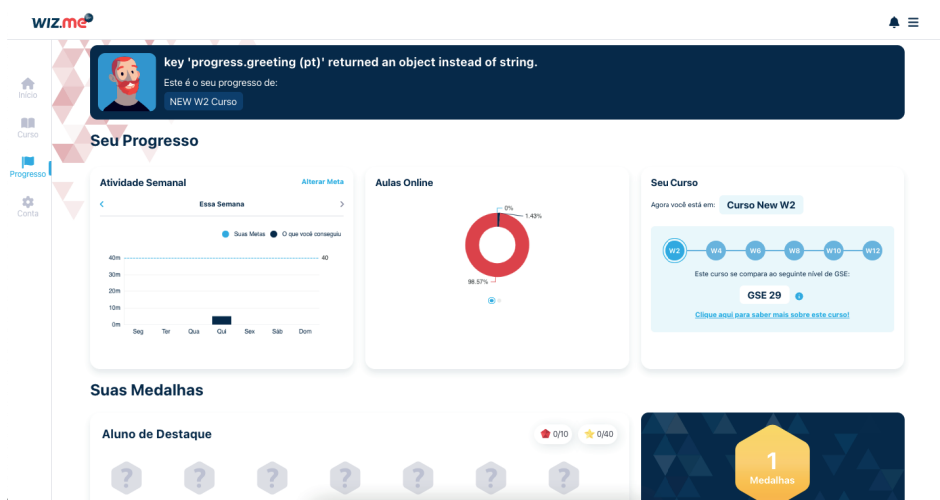 WIZ.me
key 'progress.greeting (pt)' returned an object instead of string.
Este é o seu progresso de:
NEW W2 Curso
Início
Curso
Progresso
Conta
Seu Progresso
Atividade Semanal
Alterar Meta
Essa Semana
Suas Metas
O que você conseguiu
40m
40
30m
20m
10m
0m
Seg Ter Qua Qui Sex Sáb Dom
Aulas Online
0%
1.43%
98.57%
Seu Curso
Agora você está em: Curso New W2
W2 W4 W6 W8 W10 W12
Este curso se compara ao seguinte nível de GSE:
GSE 29
Clique aqui para saber mais sobre este curso!
Suas Medalhas
Aluno de Destaque
0/10
0/40
? ? ? ? ? ? ?
1
Medalhas